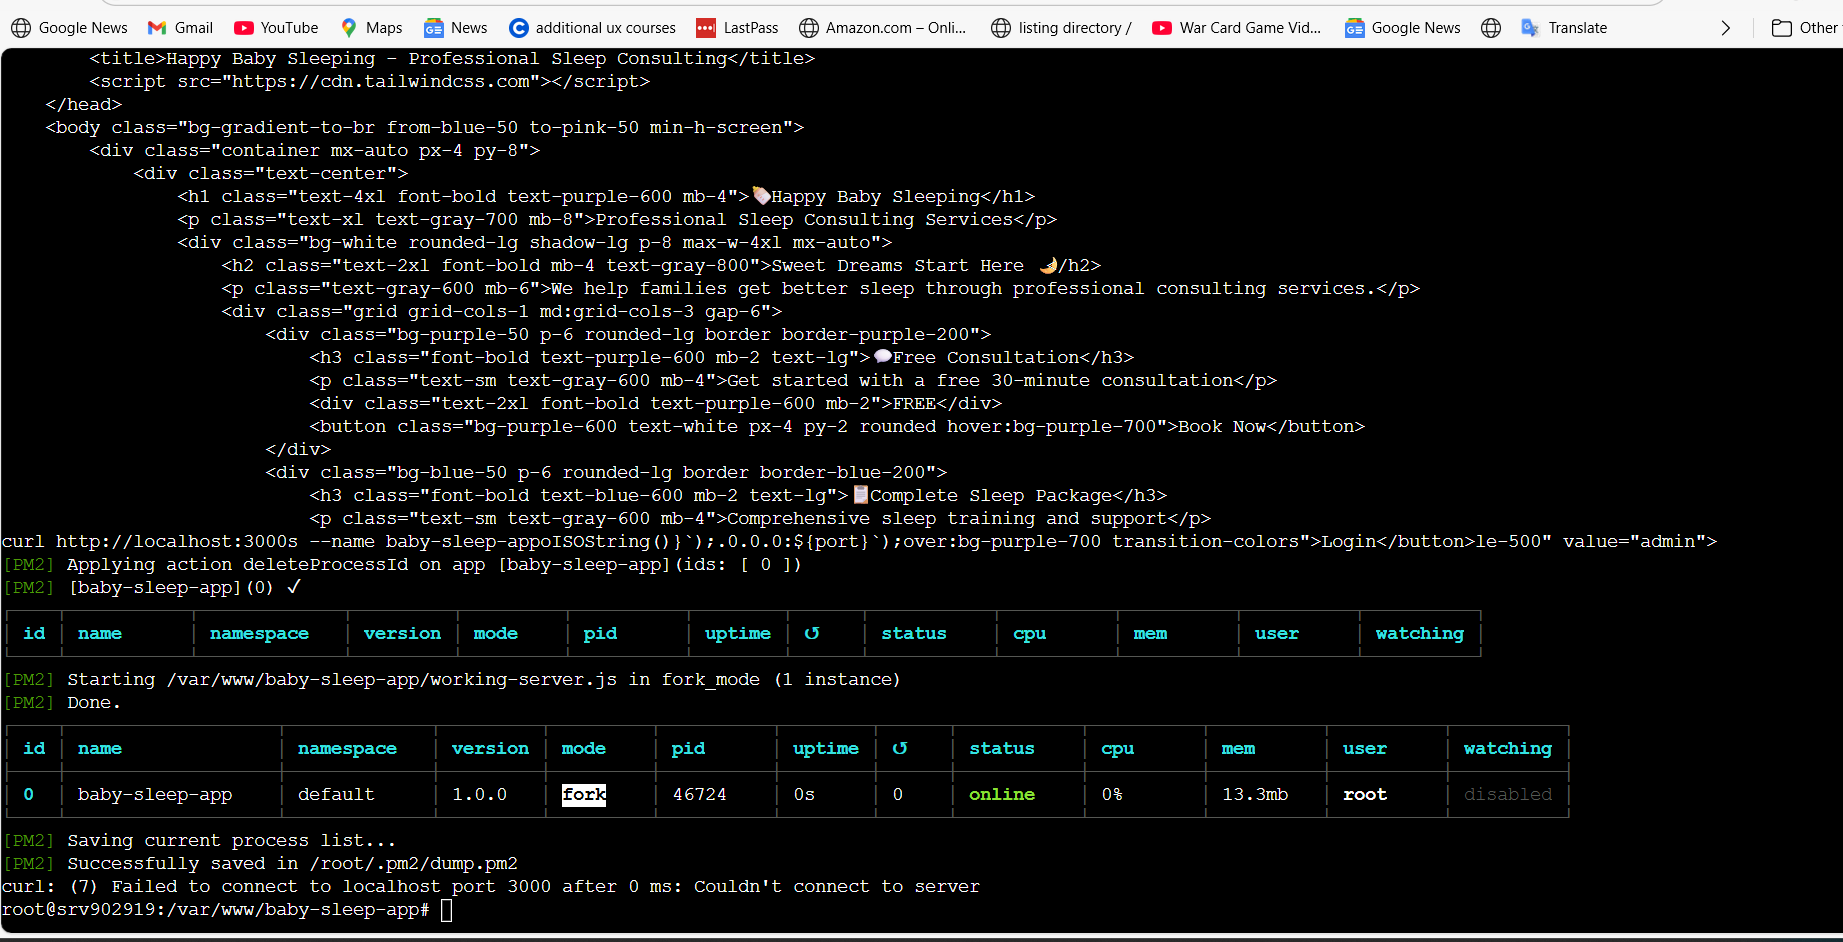 Google News Gmail YouTube Maps News additional ux courses LastPass Amazon.com – Onli... listing directory / War Card Game Vid... Google News Translate Other
<title>Happy Baby Sleeping - Professional Sleep Consulting</title>
<script src="https://cdn.tailwindcss.com"></script>
</head>
<body class="bg-gradient-to-br from-blue-50 to-pink-50 min-h-screen">
<div class="container mx-auto px-4 py-8">
<div class="text-center">
<h1 class="text-4xl font-bold text-purple-600 mb-4">🍼Happy Baby Sleeping</h1>
<p class="text-xl text-gray-700 mb-8">Professional Sleep Consulting Services</p>
<div class="bg-white rounded-lg shadow-lg p-8 max-w-4xl mx-auto">
<h2 class="text-2xl font-bold mb-4 text-gray-800">Sweet Dreams Start Here 🌙/h2>
<p class="text-gray-600 mb-6">We help families get better sleep through professional consulting services.</p>
<div class="grid grid-cols-1 md:grid-cols-3 gap-6">
<div class="bg-purple-50 p-6 rounded-lg border border-purple-200">
<h3 class="font-bold text-purple-600 mb-2 text-lg">💬Free Consultation</h3>
<p class="text-sm text-gray-600 mb-4">Get started with a free 30-minute consultation</p>
<div class="text-2xl font-bold text-purple-600 mb-2">FREE</div>
<button class="bg-purple-600 text-white px-4 py-2 rounded hover:bg-purple-700">Book Now</button>
</div>
<div class="bg-blue-50 p-6 rounded-lg border border-blue-200">
<h3 class="font-bold text-blue-600 mb-2 text-lg">📋Complete Sleep Package</h3>
<p class="text-sm text-gray-600 mb-4">Comprehensive sleep training and support</p>
curl http://localhost:3000s --name baby-sleep-appoISOString()}`);.0.0.0:${port}`);over:bg-purple-700 transition-colors">Login</button>le-500" value="admin">
[PM2] Applying action deleteProcessId on app [baby-sleep-app](ids: [ 0 ])
[PM2] [baby-sleep-app](0) ✓
id name namespace version mode pid uptime ↺ status cpu mem user watching
[PM2] Starting /var/www/baby-sleep-app/working-server.js in fork_mode (1 instance)
[PM2] Done.
id name namespace version mode pid uptime ↺ status cpu mem user watching
0 baby-sleep-app default 1.0.0 fork 46724 0s 0 online 0% 13.3mb root disabled
[PM2] Saving current process list...
[PM2] Successfully saved in /root/.pm2/dump.pm2
curl: (7) Failed to connect to localhost port 3000 after 0 ms: Couldn't connect to server
root@srv902919:/var/www/baby-sleep-app#